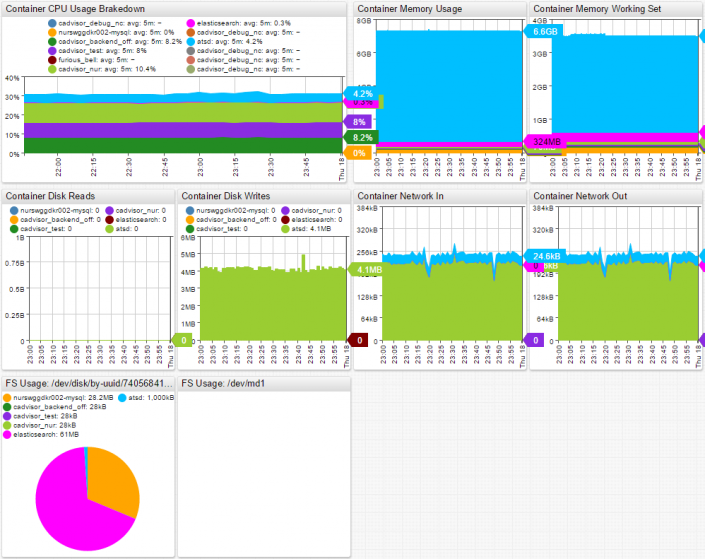 Container CPU Usage Brakedown
cadvisor_debug_nc: avg: 5m: –
elasticsearch: avg: 5m: 0.3%
nurswggdkr002-mysql: avg: 5m: 0%
cadvisor_debug_nc: avg: 5m: –
cadvisor_backend_off: avg: 5m: 8.2%
atsd: avg: 5m: 4.2%
cadvisor_test: avg: 5m: 8%
cadvisor_debug_nc: avg: 5m: –
furious_bell: avg: 5m: –
cadvisor_debug_nc: avg: 5m: –
cadvisor_nur: avg: 5m: 10.4%
cadvisor_debug_nc: avg: 5m: –
40%
30%
20%
10%
0%
4.2%
0.3%
8%
8.2%
0%
22:00
22:15
22:30
22:45
23:00
23:15
23:30
23:45
Thu 18
Container Memory Usage
8GB
6GB
4GB
2GB
6.6GB
324MB
23:00
23:05
23:10
23:15
23:20
23:25
23:30
23:35
23:40
23:45
23:50
23:55
Thu 18
Container Memory Working Set
4GB
3GB
1GB
23:00
23:05
23:10
23:15
23:20
23:25
23:30
23:35
23:40
23:45
23:50
23:55
Thu 18
Container Disk Reads
nurswggdkr002-mysql: 0
cadvisor_nur: 0
cadvisor_backend_off: 0
elasticsearch: 0
cadvisor_test: 0
atsd: 0
1B
0.75B
0.5B
0.25B
0
0
23:00
23:05
23:10
23:15
23:20
23:25
23:30
23:35
23:40
23:45
23:50
23:55
Thu 18
Container Disk Writes
nurswggdkr002-mysql: 0
cadvisor_nur: 0
cadvisor_backend_off: 0
elasticsearch: 0
cadvisor_test: 0
atsd: 4.1MB
6MB
5MB
4MB
3MB
1MB
0
4.1MB
0
23:00
23:05
23:10
23:15
23:20
23:25
23:30
23:35
23:40
23:45
23:50
23:55
Thu 18
Container Network In
384kB
256kB
192kB
128kB
64kB
0
24.6kB
0
23:00
23:05
23:10
23:15
23:20
23:25
23:30
23:35
23:40
23:45
23:50
23:55
Thu 18
Container Network Out
384kB
192kB
128kB
64kB
23:00
23:05
23:10
23:15
23:20
23:25
23:30
23:35
23:40
23:45
23:50
23:55
Thu 18
FS Usage: /dev/disk/by-uuid/74056841...
nurswggdkr002-mysql: 28.2MB
atsd: 1,000kB
cadvisor_backend_off: 28kB
cadvisor_test: 28kB
cadvisor_nur: 28kB
elasticsearch: 61MB
FS Usage: /dev/md1